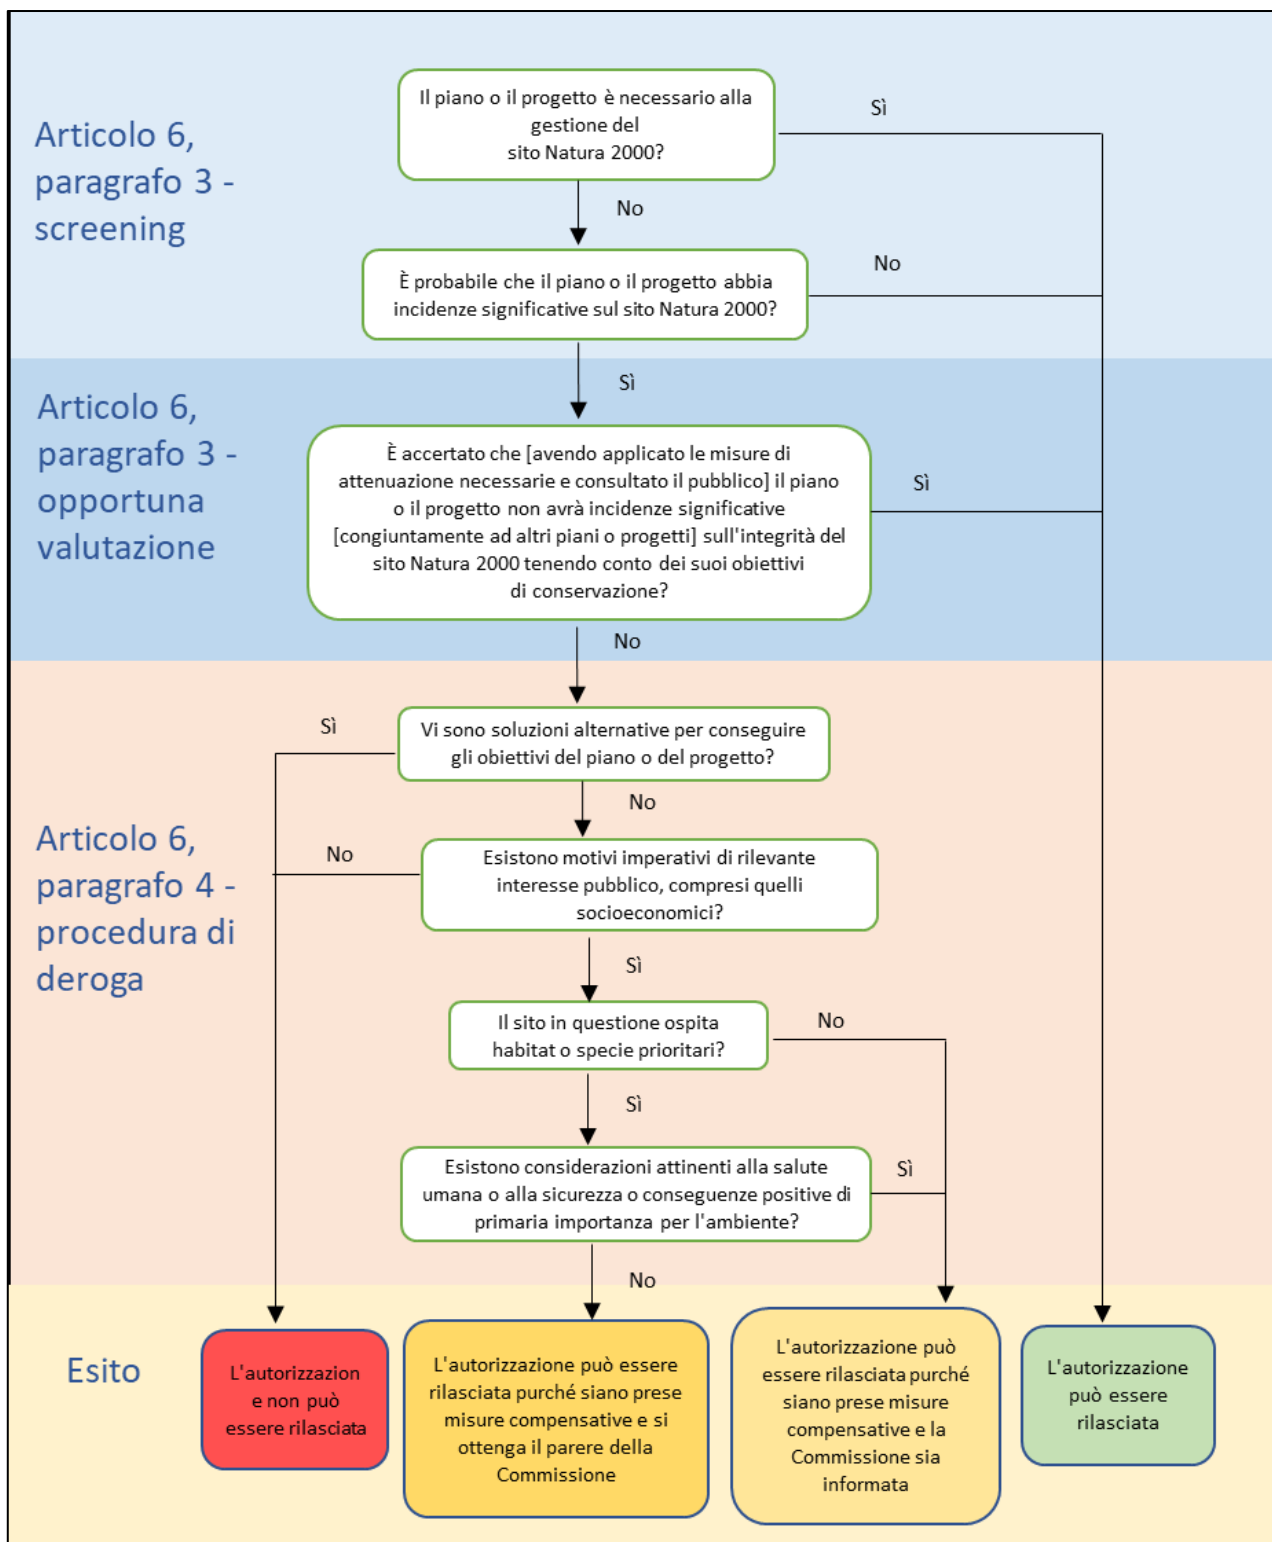 Articolo 6,
paragrafo 3 -
screening
Il piano o il progetto è necessario alla
gestione del
sito Natura 2000?
Sì
No
È probabile che il piano o il progetto abbia
incidenze significative sul sito Natura 2000?
No
Sì
Articolo 6,
paragrafo 3 -
opportuna
valutazione
È accertato che [avendo applicato le misure di
attenuazione necessarie e consultato il pubblico] il piano
o il progetto non avrà incidenze significative
[congiuntamente ad altri piani o progetti] sull'integrità del
sito Natura 2000 tenendo conto dei suoi obiettivi
di conservazione?
Sì
No
Articolo 6,
paragrafo 4 -
procedura di
deroga
Vi sono soluzioni alternative per conseguire
gli obiettivi del piano o del progetto?
Sì
No
Esistono motivi imperativi di rilevante
interesse pubblico, compresi quelli
socioeconomici?
No
Sì
Il sito in questione ospita
habitat o specie prioritari?
No
Sì
Esistono considerazioni attinenti alla salute
umana o alla sicurezza o conseguenze positive di
primaria importanza per l'ambiente?
Sì
No
Esito
L'autorizzazion
e non può
essere rilasciata
L'autorizzazione può essere
rilasciata purché siano prese
misure compensative e si
ottenga il parere della
Commissione
L'autorizzazione può
essere rilasciata purché
siano prese misure
compensative e la
Commissione sia
informata
L'autorizzazione
può essere
rilasciata